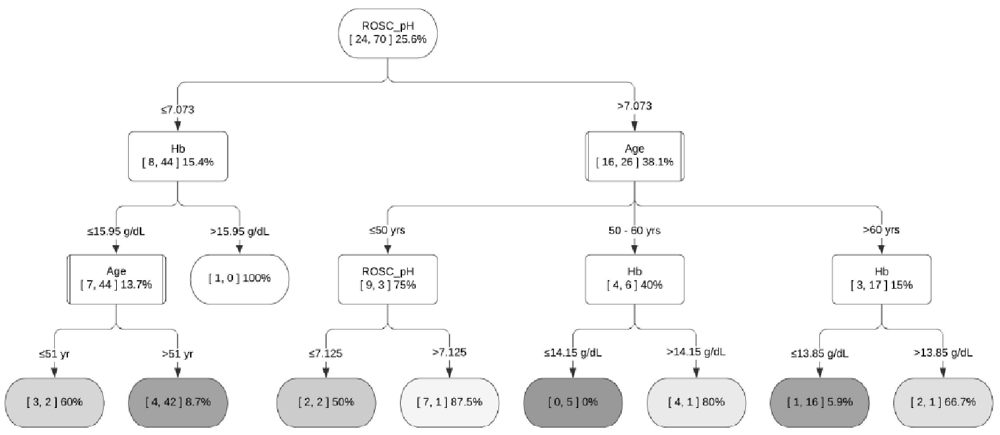 ROSC_pH
[ 24, 70 ] 25.6%
≤7.073
>7.073
Hb
[ 8, 44 ] 15.4%
Age
[ 16, 26 ] 38.1%
≤15.95 g/dL
>15.95 g/dL
≤50 yrs
50 - 60 yrs
>60 yrs
Age
[ 7, 44 ] 13.7%
[ 1, 0 ] 100%
ROSC_pH
[ 9, 3 ] 75%
Hb
[ 4, 6 ] 40%
Hb
[ 3, 17 ] 15%
≤51 yr
>51 yr
≤7.125
>7.125
≤14.15 g/dL
>14.15 g/dL
≤13.85 g/dL
>13.85 g/dL
[ 3, 2 ] 60%
[ 4, 42 ] 8.7%
[ 2, 2 ] 50%
[ 7, 1 ] 87.5%
[ 0, 5 ] 0%
[ 4, 1 ] 80%
[ 1, 16 ] 5.9%
[ 2, 1 ] 66.7%